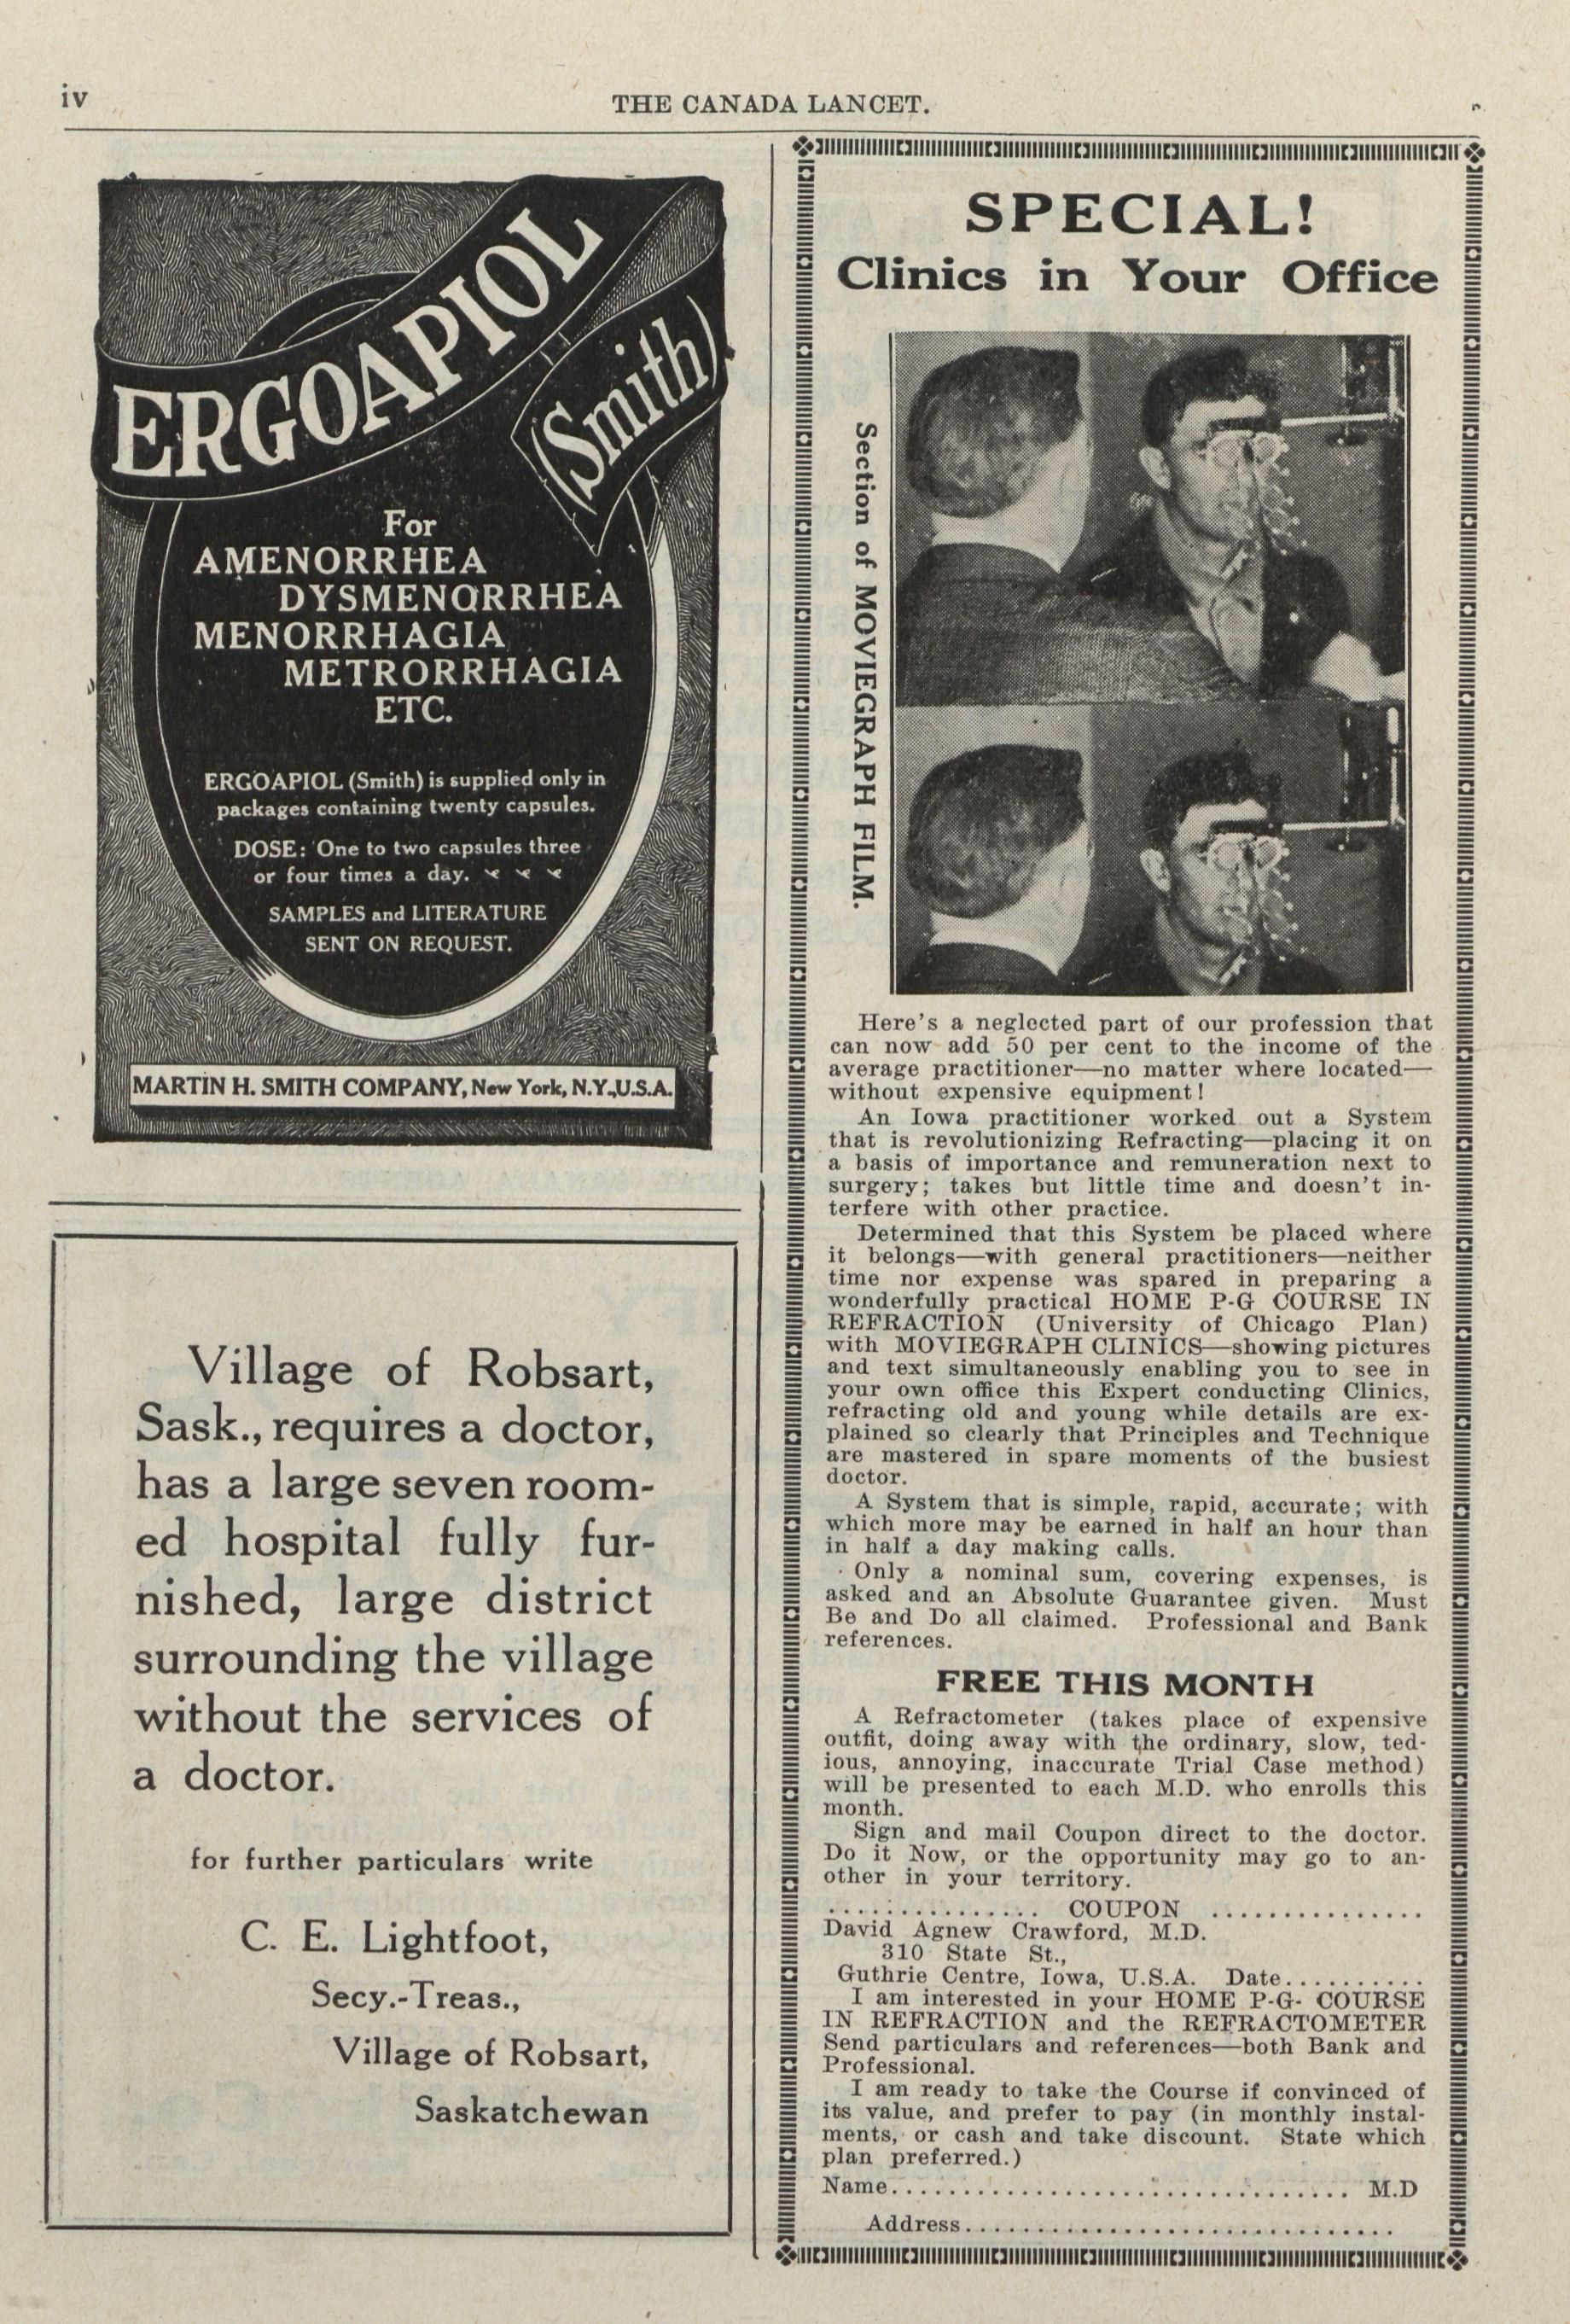 iv
THE CANADA LANCET.
ERGOAPIOL
(Smith)
For
AMENORRHEA
DYSMENORRHEA
MENORRHAGIA
METRORRHAGIA
ETC.
ERGOAPIOL (Smith) is supplied only in
packages containing twenty capsules.
DOSE: One to two capsules three
or four times a day.
SAMPLES and LITERATURE
SENT ON REQUEST.
MARTIN H. SMITH COMPANY, New York, N.Y.,U.S.A.
Village of Robsart,
Sask., requires a doctor,
has a large seven room-
ed hospital fully fur-
nished, large district
surrounding the village
without the services of
a doctor.
for further particulars write
C. E. Lightfoot,
Secy.-Treas.,
Village of Robsart,
Saskatchewan
SPECIAL!
Clinics in Your Office
Section of MOVIEGRAPH FILM.
Here's a neglected part of our profession that
can now add 50 per cent to the income of the
average practitioner—no matter where located—
without expensive equipment!
An Iowa practitioner worked out a System
that is revolutionizing Refracting—placing it on
a basis of importance and remuneration next to
surgery; takes but little time and doesn't in-
terfere with other practice.
Determined that this System be placed where
it belongs—with general practitioners—neither
time nor expense was spared in preparing a
wonderfully practical HOME P-G COURSE IN
REFRACTION (University of Chicago Plan)
with MOVIEGRAPH CLINICS—showing pictures
and text simultaneously enabling you to see in
your own office this Expert conducting Clinics,
refracting old and young while details are ex-
plained so clearly that Principles and Technique
are mastered in spare moments of the busiest
doctor.
A System that is simple, rapid, accurate; with
which more may be earned in half an hour than
in half a day making calls.
Only a nominal sum, covering expenses, is
asked and an Absolute Guarantee given. Must
Be and Do all claimed. Professional and Bank
references.
FREE THIS MONTH
A Refractometer (takes place of expensive
outfit, doing away with the ordinary, slow, ted-
ious, annoying, inaccurate Trial Case method)
will be presented to each M.D. who enrolls this
month.
Sign and mail Coupon direct to the doctor.
Do it Now, or the opportunity may go to an-
other in your territory.
............... COUPON ...............
David Agnew Crawford, M.D.
310 State St.,
Guthrie Centre, Iowa, U.S.A. Date..........
I am interested in your HOME P-G- COURSE
IN REFRACTION and the REFRACTOMETER
Send particulars and references—both Bank and
Professional.
I am ready to take the Course if convinced of
its value, and prefer to pay (in monthly instal-
ments, or cash and take discount. State which
plan preferred.)
Name................................ M.D
Address..............................